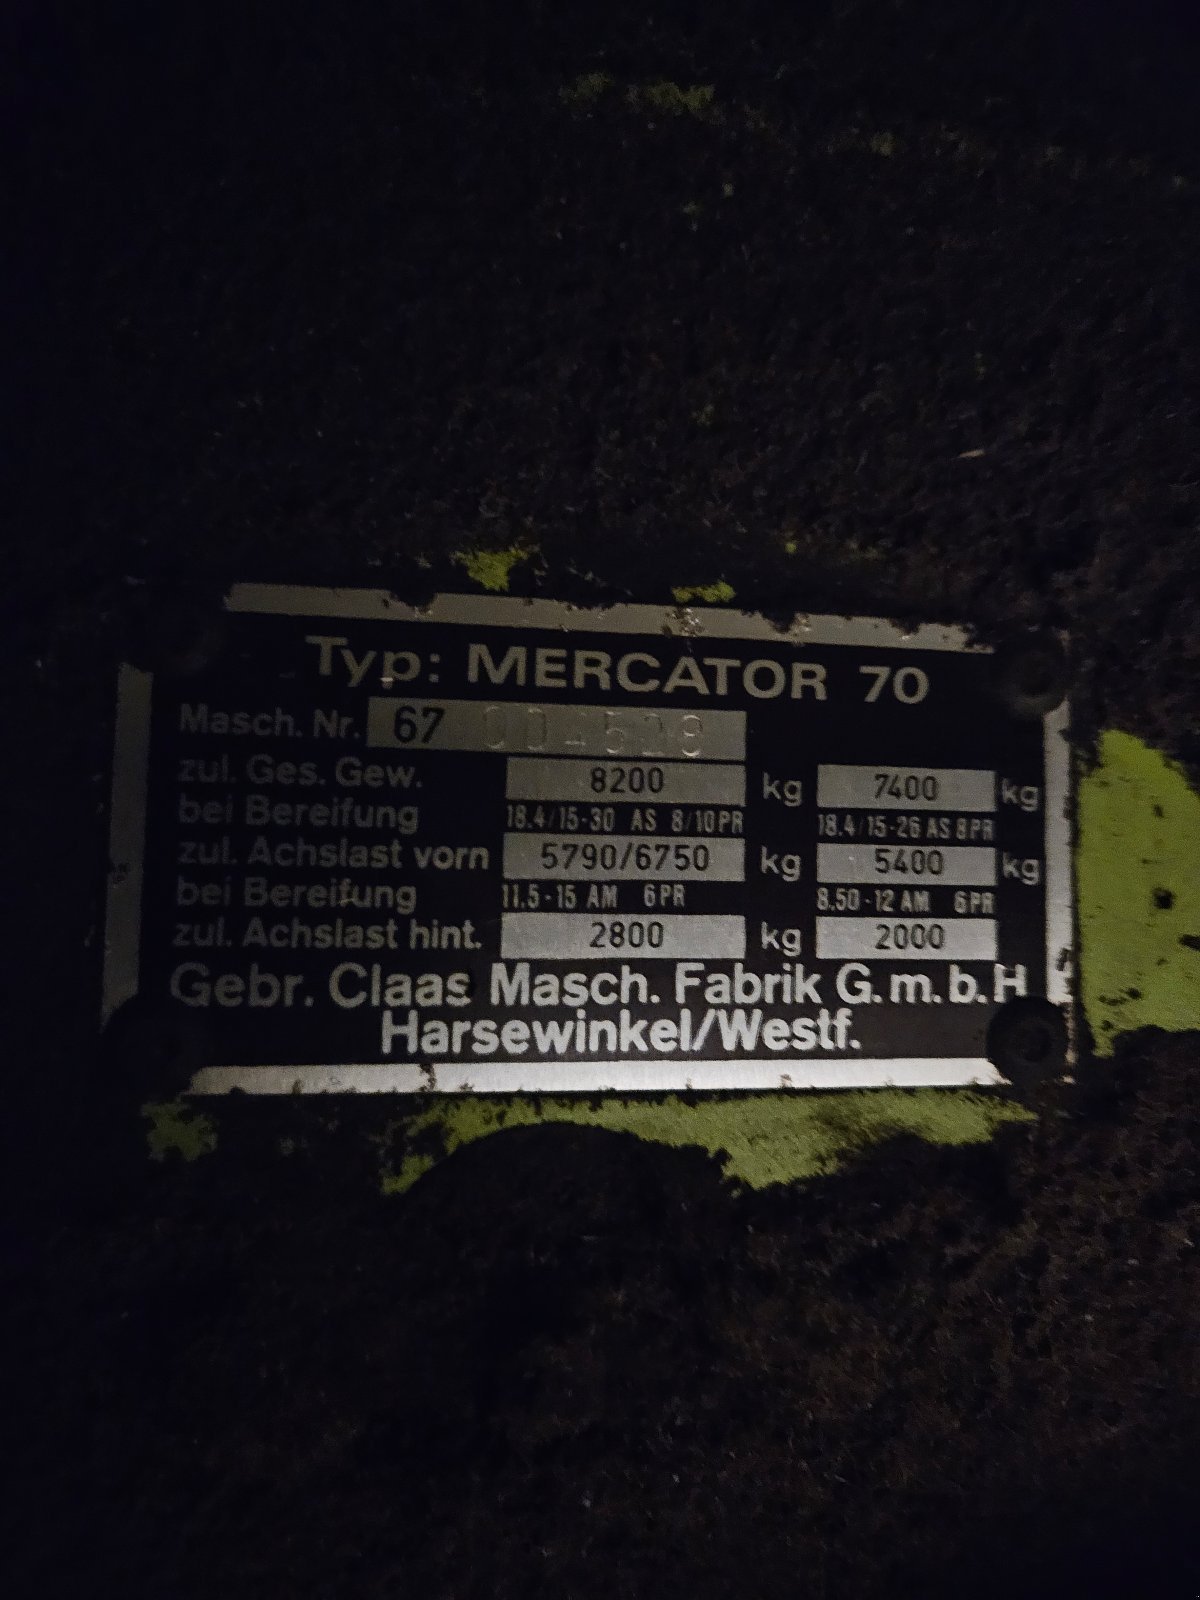 Typ: MERCATOR 70
Masch. Nr. 67
zul. Ges. Gew. 8200 kg 7400 kg
bei Bereifung 18.4/15-30 AS 8/10PR 18.4/15-26 AS 8PR
zul. Achslast vorn 5790/6750 kg 5400 kg
bei Bereifung 11.5-15 AM 6PR 8.50-12 AM 6PR
zul. Achslast hint. 2800 kg 2000
Gebr. Claas Masch. Fabrik G.m.b.H
Harsewinkel/Westf.